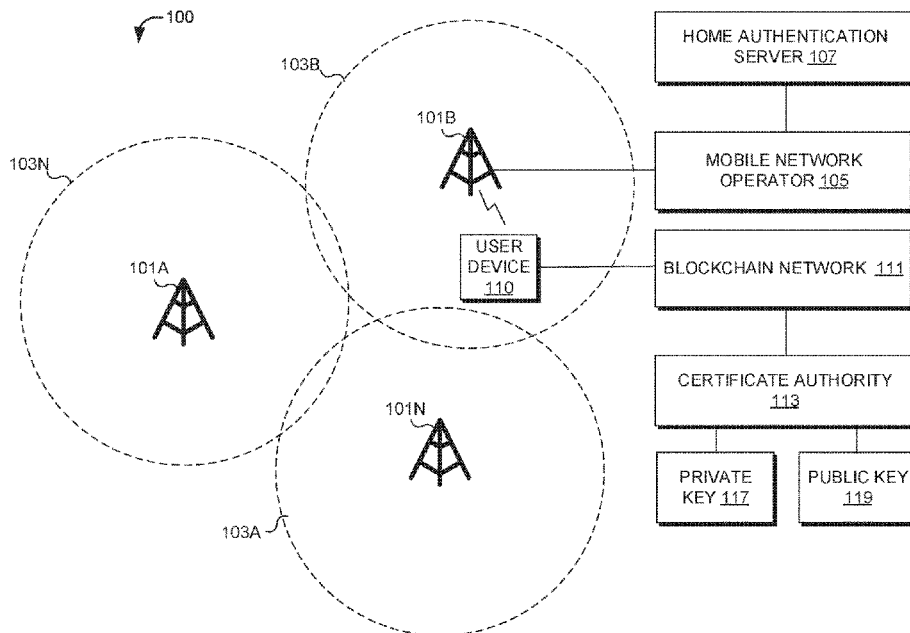 100
103B
HOME AUTHENTICATION
SERVER 107
101B
103N
MOBILE NETWORK
OPERATOR 105
USER
DEVICE
110
BLOCKCHAIN NETWORK 111
101A
CERTIFICATE AUTHORITY
113
101N
PRIVATE
KEY 117
PUBLIC KEY
119
103A